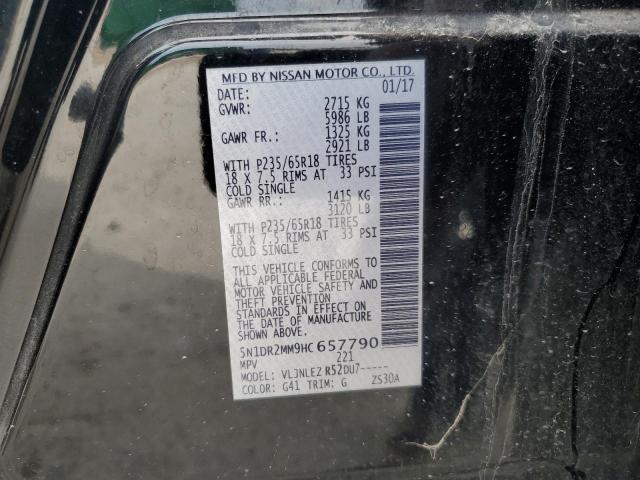 MFD BY NISSAN MOTOR CO., LTD.
DATE: 01/17
GVWR: 2715 KG
5986 LB
GAWR FR.: 1325 KG
2921 LB
WITH P235/65R18 TIRES
18 X 7.5 RIMS AT 33 PSI
COLD SINGLE
GAWR RR.: 1415 KG
3120 LB
WITH P235/65R18 TIRES
18 X 7.5 RIMS AT 33 PSI
COLD SINGLE
THIS VEHICLE CONFORMS TO
ALL APPLICABLE FEDERAL
MOTOR VEHICLE SAFETY AND
THEFT PREVENTION
STANDARDS IN EFFECT ON
THE DATE OF MANUFACTURE
SHOWN ABOVE.
5N1DR2MM9HC657790
MPV 221
MODEL: VLJNLEZ R52DU7----
COLOR: G41 TRIM: G ZS30A